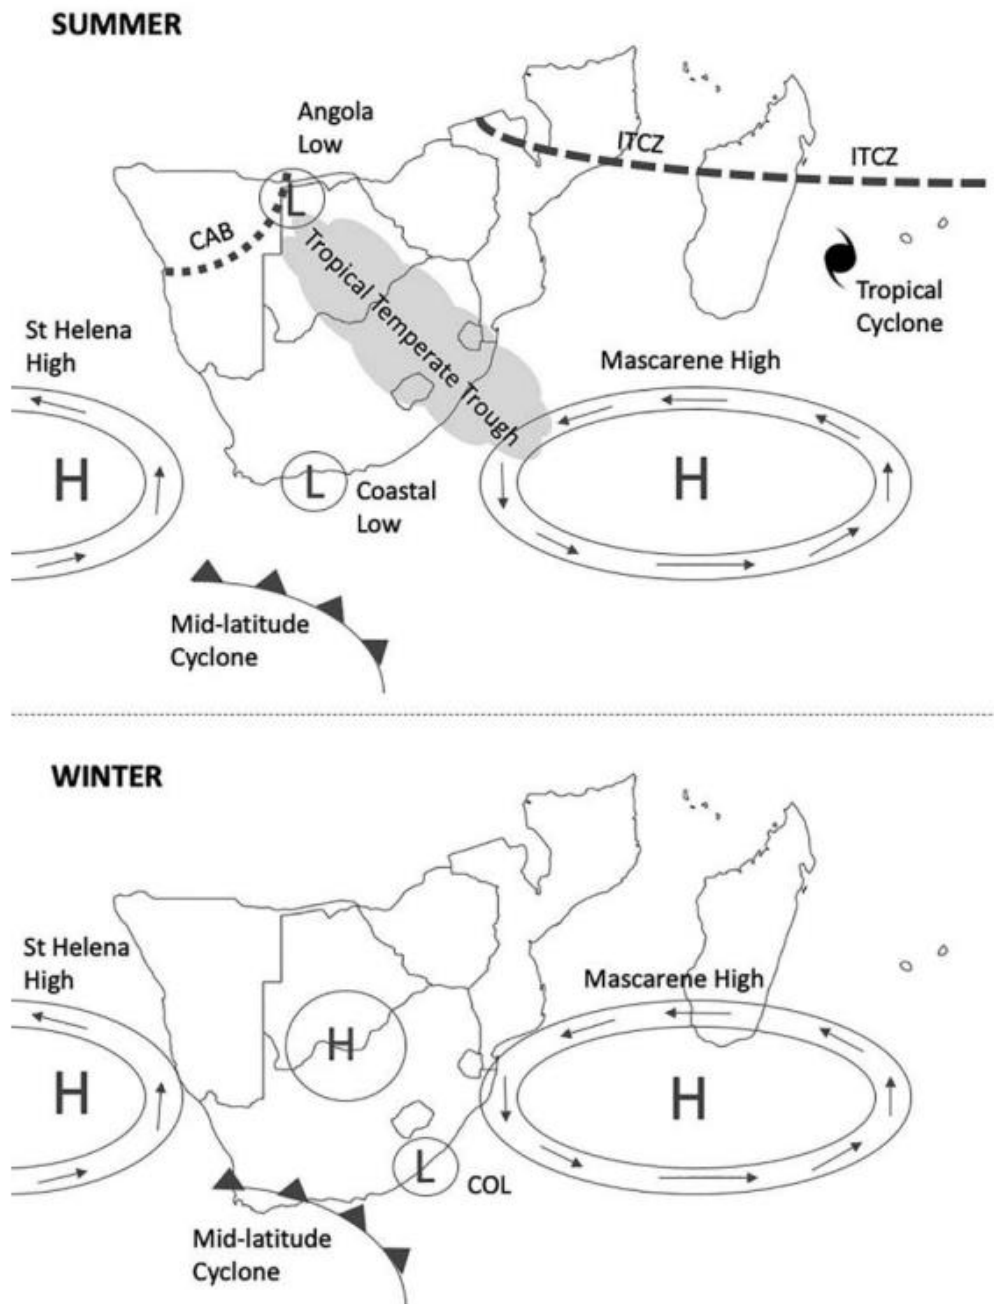 SUMMER
Angola
Low
ITCZ
ITCZ
L
CAB
Tropical Temperate Trough
Tropical
Cyclone
St Helena
High
Mascarene High
H
H
L
Coastal
Low
Mid-latitude
Cyclone
WINTER
St Helena
High
Mascarene High
H
H
H
L
COL
Mid-latitude
Cyclone